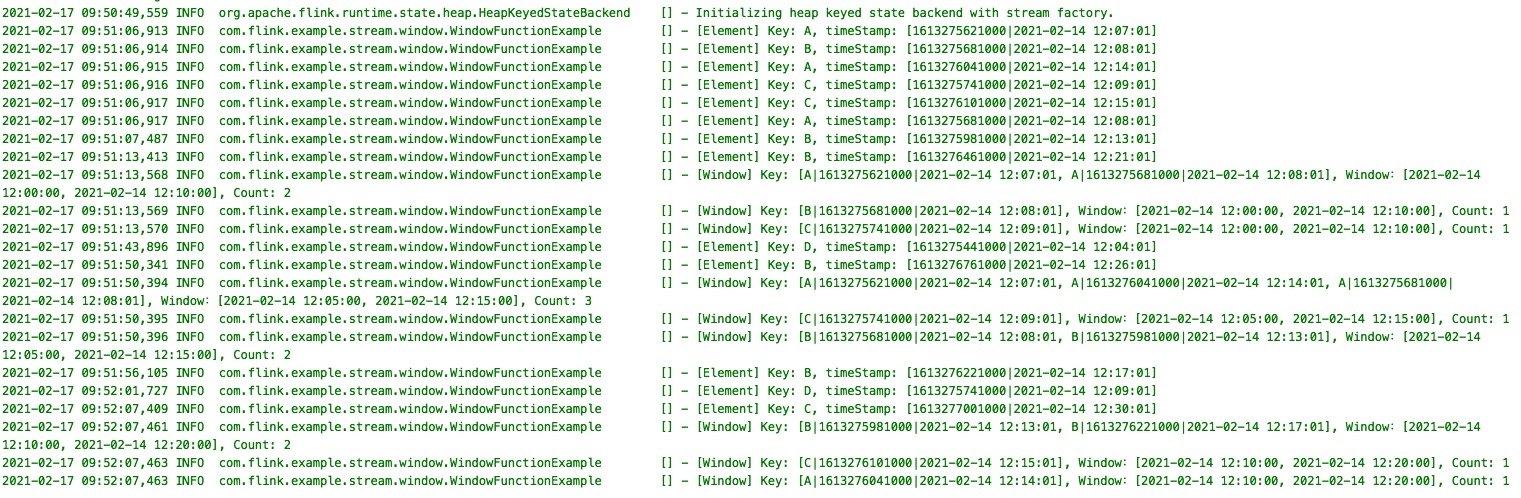 2021-02-17 09:50:49,559 INFO  org.apache.flink.runtime.state.heap.HeapKeyedStateBackend    [] - Initializing heap keyed state backend with stream factory.
2021-02-17 09:51:06,913 INFO  com.flink.example.stream.window.WindowFunctionExample        [] - [Element] Key: A, timeStamp: [1613275621000|2021-02-14 12:07:01]
2021-02-17 09:51:06,914 INFO  com.flink.example.stream.window.WindowFunctionExample        [] - [Element] Key: B, timeStamp: [1613275681000|2021-02-14 12:08:01]
2021-02-17 09:51:06,915 INFO  com.flink.example.stream.window.WindowFunctionExample        [] - [Element] Key: A, timeStamp: [1613276041000|2021-02-14 12:14:01]
2021-02-17 09:51:06,916 INFO  com.flink.example.stream.window.WindowFunctionExample        [] - [Element] Key: C, timeStamp: [1613275741000|2021-02-14 12:09:01]
2021-02-17 09:51:06,917 INFO  com.flink.example.stream.window.WindowFunctionExample        [] - [Element] Key: C, timeStamp: [1613276101000|2021-02-14 12:15:01]
2021-02-17 09:51:06,917 INFO  com.flink.example.stream.window.WindowFunctionExample        [] - [Element] Key: A, timeStamp: [1613275681000|2021-02-14 12:08:01]
2021-02-17 09:51:07,487 INFO  com.flink.example.stream.window.WindowFunctionExample        [] - [Element] Key: B, timeStamp: [1613275981000|2021-02-14 12:13:01]
2021-02-17 09:51:13,413 INFO  com.flink.example.stream.window.WindowFunctionExample        [] - [Element] Key: B, timeStamp: [1613276461000|2021-02-14 12:21:01]
2021-02-17 09:51:13,568 INFO  com.flink.example.stream.window.WindowFunctionExample        [] - [Window] Key: [A|1613275621000|2021-02-14 12:07:01, A|1613275681000|2021-02-14 12:08:01], Window: [2021-02-14
12:00:00, 2021-02-14 12:10:00], Count: 2
2021-02-17 09:51:13,569 INFO  com.flink.example.stream.window.WindowFunctionExample        [] - [Window] Key: [B|1613275681000|2021-02-14 12:08:01], Window: [2021-02-14 12:00:00, 2021-02-14 12:10:00], Count: 1
2021-02-17 09:51:13,570 INFO  com.flink.example.stream.window.WindowFunctionExample        [] - [Window] Key: [C|1613275741000|2021-02-14 12:09:01], Window: [2021-02-14 12:00:00, 2021-02-14 12:10:00], Count: 1
2021-02-17 09:51:43,896 INFO  com.flink.example.stream.window.WindowFunctionExample        [] - [Element] Key: D, timeStamp: [1613275441000|2021-02-14 12:04:01]
2021-02-17 09:51:50,341 INFO  com.flink.example.stream.window.WindowFunctionExample        [] - [Element] Key: B, timeStamp: [1613276761000|2021-02-14 12:26:01]
2021-02-17 09:51:50,394 INFO  com.flink.example.stream.window.WindowFunctionExample        [] - [Window] Key: [A|1613275621000|2021-02-14 12:07:01, A|1613276041000|2021-02-14 12:14:01, A|1613275681000|
2021-02-14 12:08:01], Window: [2021-02-14 12:05:00, 2021-02-14 12:15:00], Count: 3
2021-02-17 09:51:50,395 INFO  com.flink.example.stream.window.WindowFunctionExample        [] - [Window] Key: [C|1613275741000|2021-02-14 12:09:01], Window: [2021-02-14 12:05:00, 2021-02-14 12:15:00], Count: 1
2021-02-17 09:51:50,396 INFO  com.flink.example.stream.window.WindowFunctionExample        [] - [Window] Key: [B|1613275681000|2021-02-14 12:08:01, B|1613275981000|2021-02-14 12:13:01], Window: [2021-02-14
12:05:00, 2021-02-14 12:15:00], Count: 2
2021-02-17 09:51:56,105 INFO  com.flink.example.stream.window.WindowFunctionExample        [] - [Element] Key: B, timeStamp: [1613276221000|2021-02-14 12:17:01]
2021-02-17 09:52:01,727 INFO  com.flink.example.stream.window.WindowFunctionExample        [] - [Element] Key: D, timeStamp: [1613275741000|2021-02-14 12:09:01]
2021-02-17 09:52:07,409 INFO  com.flink.example.stream.window.WindowFunctionExample        [] - [Element] Key: C, timeStamp: [1613277001000|2021-02-14 12:30:01]
2021-02-17 09:52:07,461 INFO  com.flink.example.stream.window.WindowFunctionExample        [] - [Window] Key: [B|1613275981000|2021-02-14 12:13:01, B|1613276221000|2021-02-14 12:17:01], Window: [2021-02-14
12:10:00, 2021-02-14 12:20:00], Count: 2
2021-02-17 09:52:07,463 INFO  com.flink.example.stream.window.WindowFunctionExample        [] - [Window] Key: [C|1613276101000|2021-02-14 12:15:01], Window: [2021-02-14 12:10:00, 2021-02-14 12:20:00], Count: 1
2021-02-17 09:52:07,463 INFO  com.flink.example.stream.window.WindowFunctionExample        [] - [Window] Key: [A|1613276041000|2021-02-14 12:14:01], Window: [2021-02-14 12:10:00, 2021-02-14 12:20:00], Count: 1